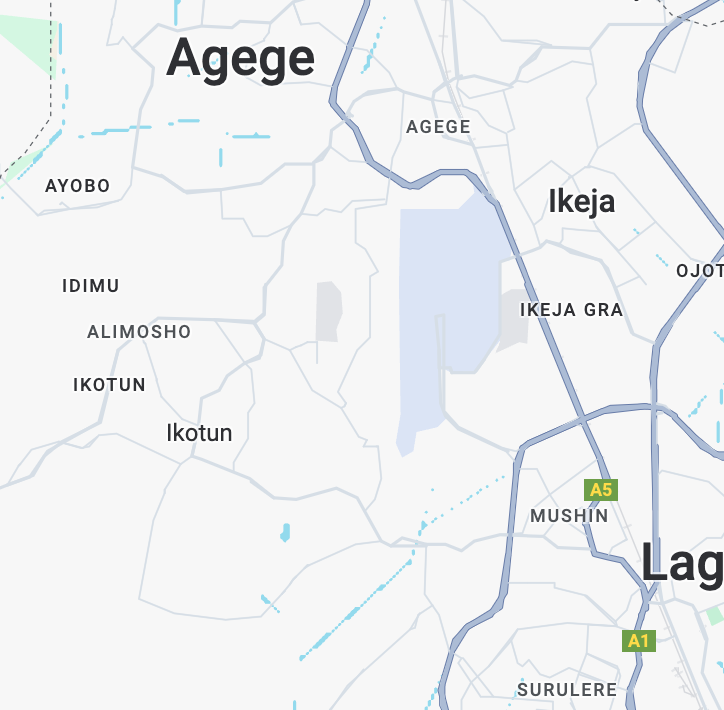 Agege
AGEGE
AYOBO
Ikeja
OJOT
IDIMU
IKEJA GRA
ALIMOSHO
IKOTUN
Ikotun
A5
MUSHIN
Lag
A1
SURULERE